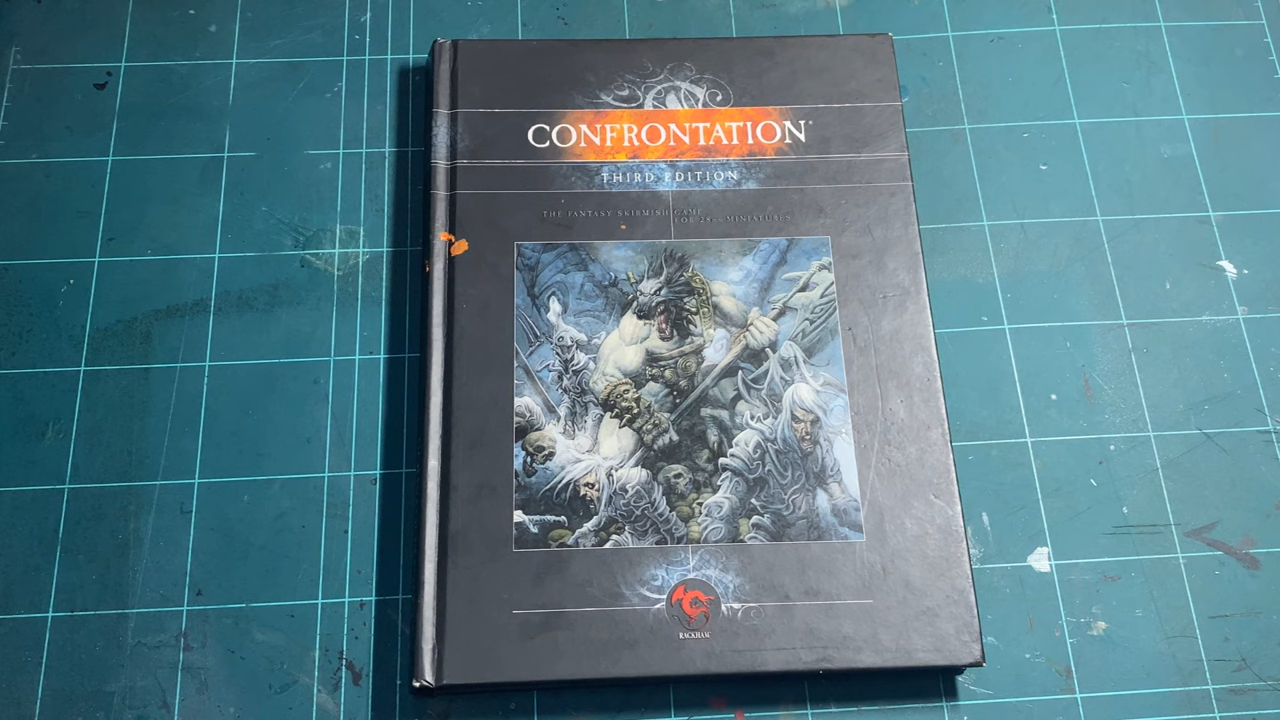 CONFRONTATION®
THIRD EDITION
THE FANTASY SKIRMISH GAME
FOR 28mm MINIATURES
RACKHAM